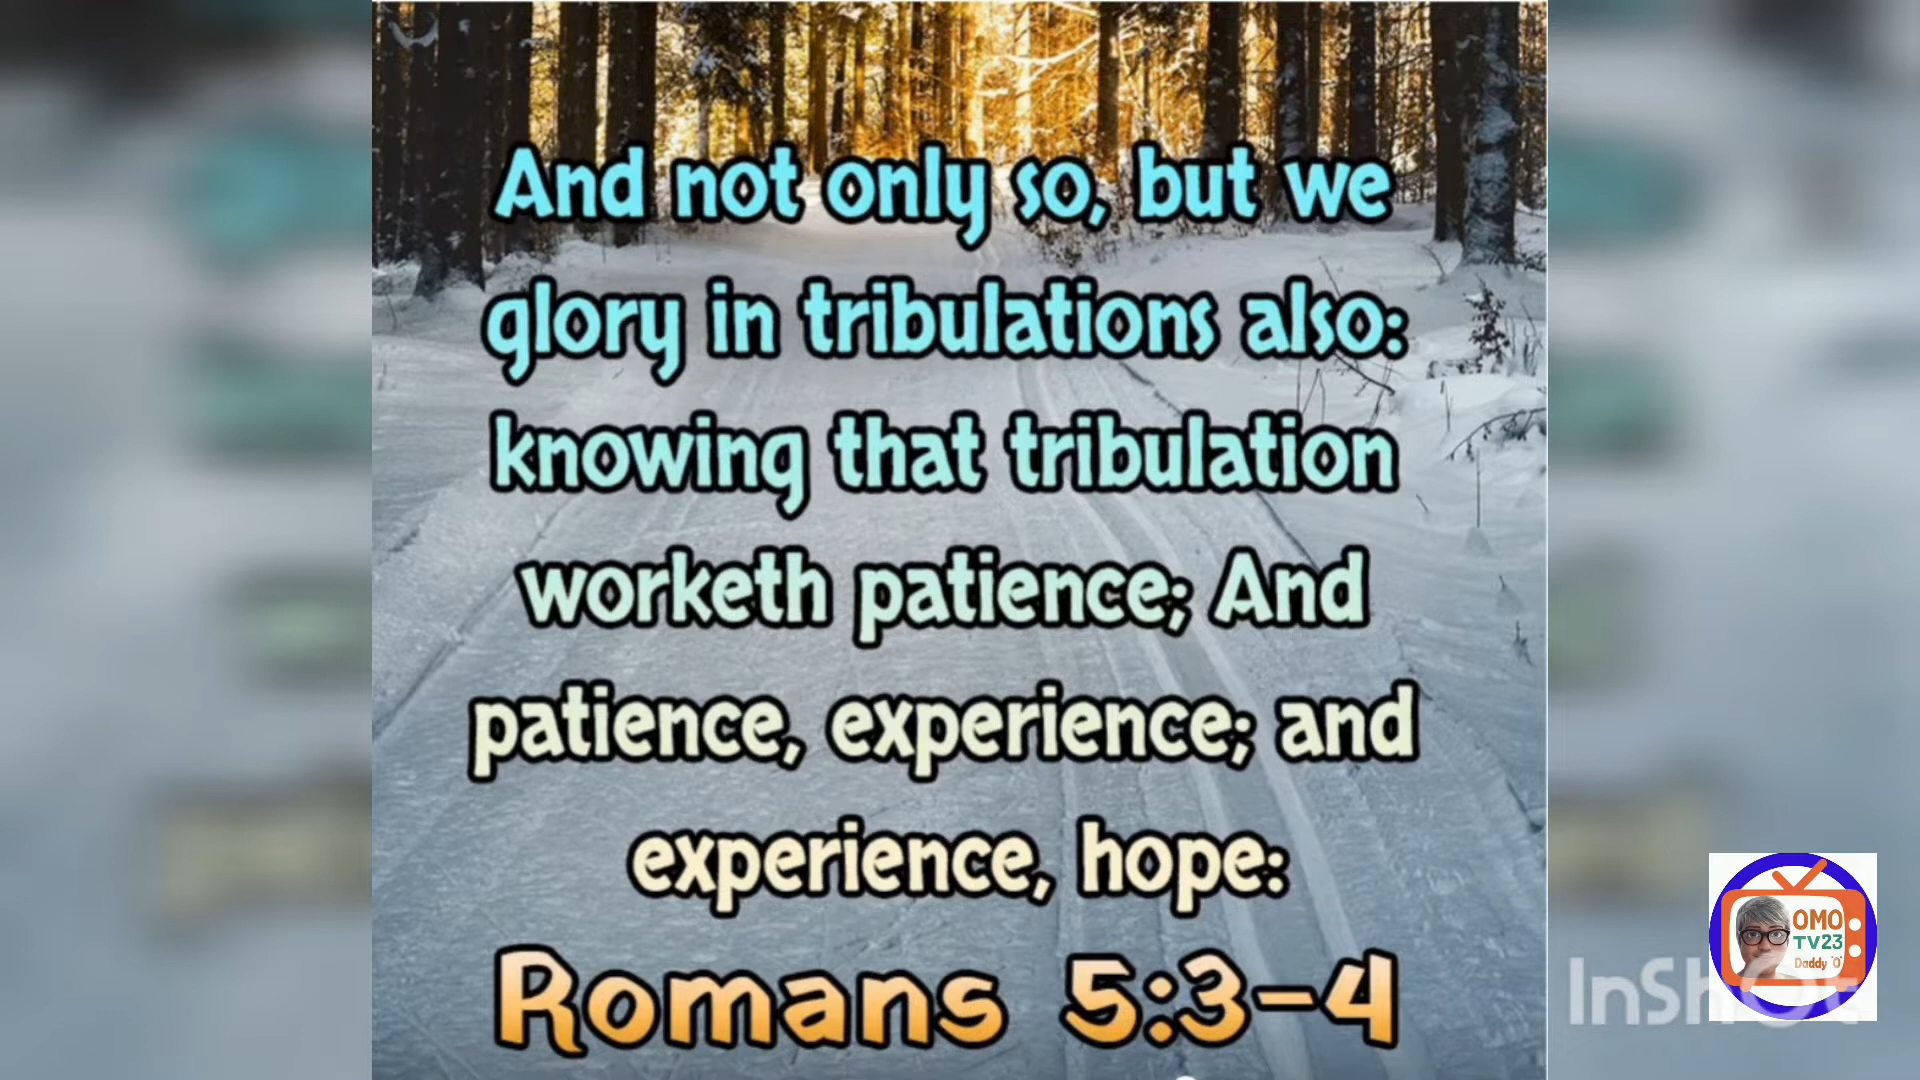 And not only so, but we
glory in tribulations also:
knowing that tribulation
worketh patience; And
patience, experience; and
experience, hope:
Romans 5:3-4
OMO
TV23
Daddy "O"
InShot